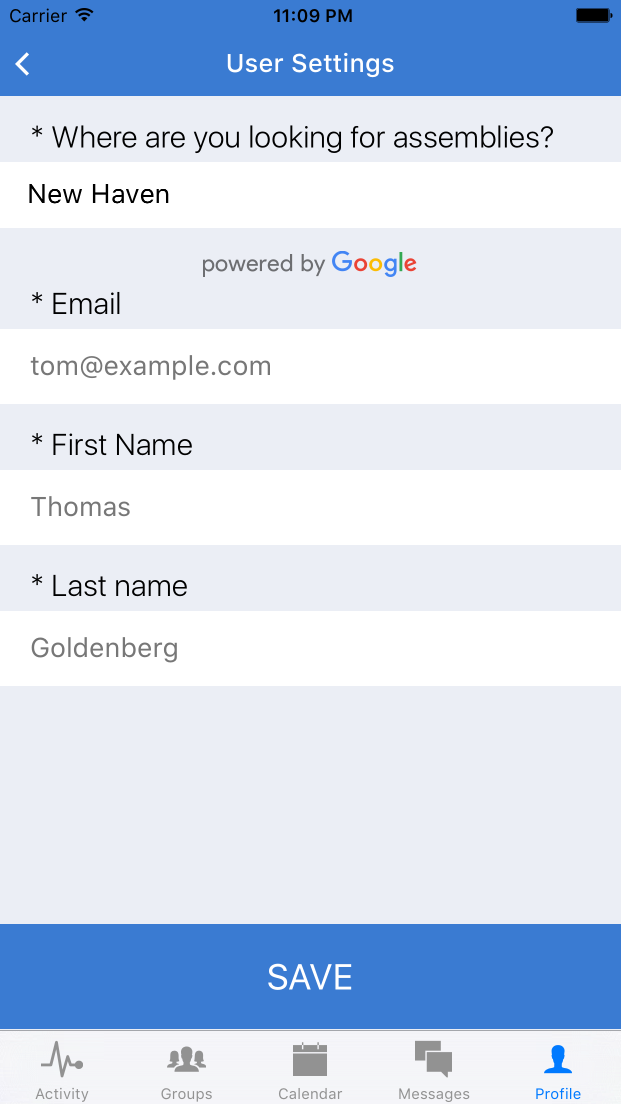 Carrier 11:09 PM
User Settings
* Where are you looking for assemblies?
New Haven
powered by Google
* Email
tom@example.com
* First Name
Thomas
* Last name
Goldenberg
SAVE
Activity Groups Calendar Messages Profile